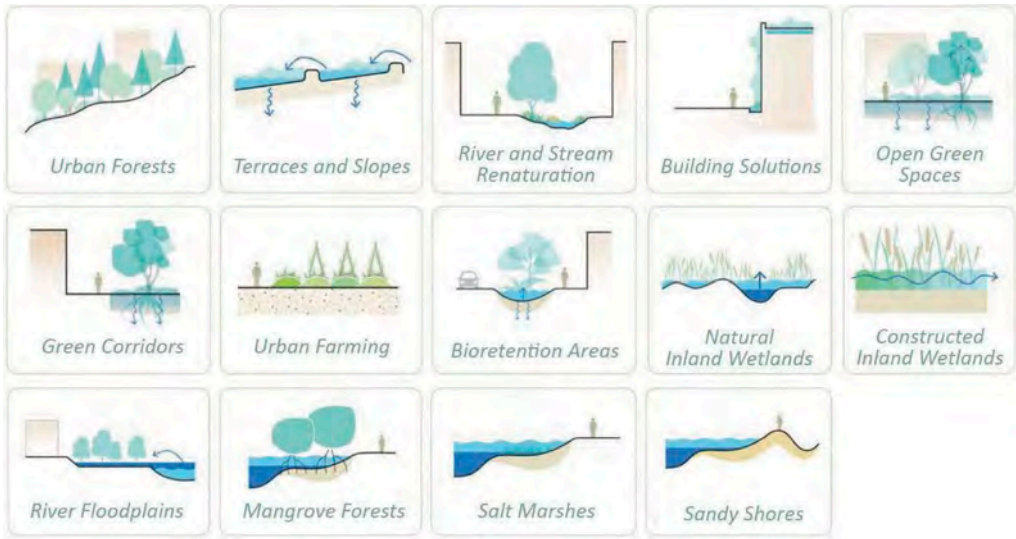 Urban Forests
Terraces and Slopes
River and Stream
Renaturation
Building Solutions
Open Green
Spaces
Green Corridors
Urban Farming
Bioretention Areas
Natural
Inland Wetlands
Constructed
Inland Wetlands
River Floodplains
Mangrove Forests
Salt Marshes
Sandy Shores